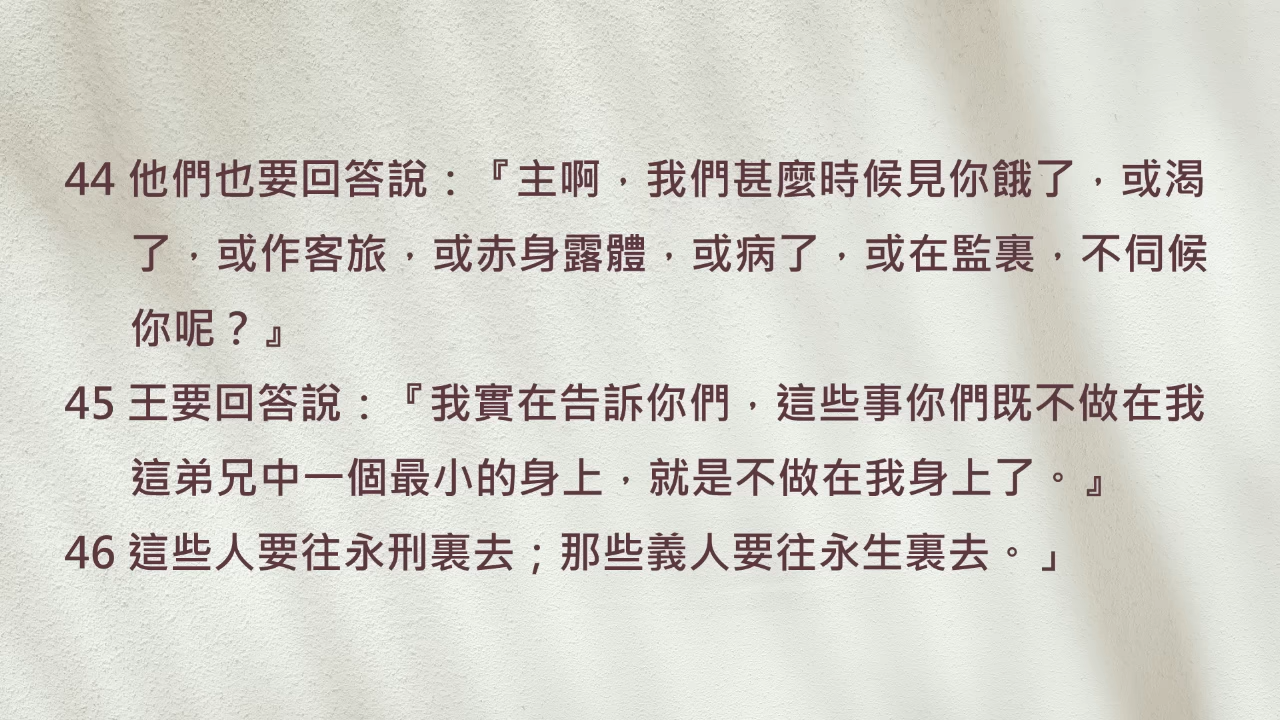 44 他們也要回答說：『主啊，我們甚麼時候見你餓了，或渴
了，或作客旅，或赤身露體，或病了，或在監裏，不伺候
你呢？』
45 王要回答說：『我實在告訴你們，這些事你們既不做在我
這弟兄中一個最小的身上，就是不做在我身上了。』
46 這些人要往永刑裏去；那些義人要往永生裏去。」